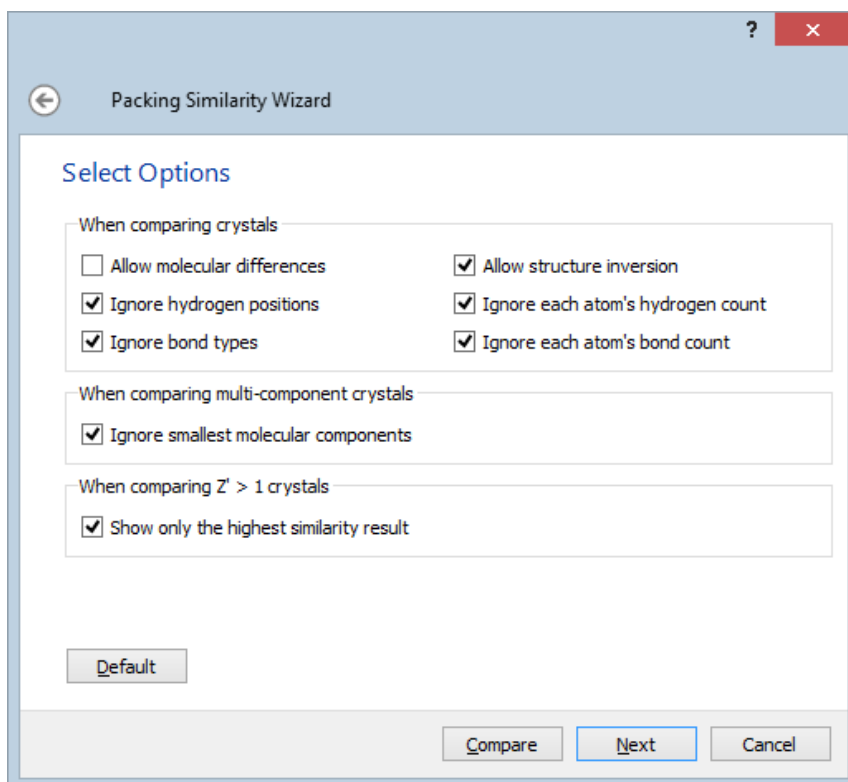 ?
Packing Similarity Wizard
Select Options
When comparing crystals
Allow molecular differences
Allow structure inversion
Ignore hydrogen positions
Ignore each atom's hydrogen count
Ignore bond types
Ignore each atom's bond count
When comparing multi-component crystals
Ignore smallest molecular components
When comparing Z' > 1 crystals
Show only the highest similarity result
Default
Compare
Next
Cancel